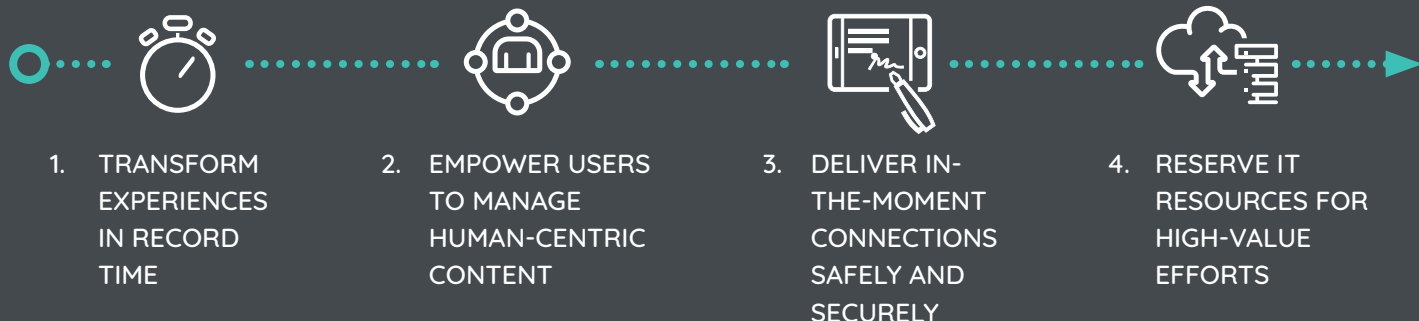 1. TRANSFORM
EXPERIENCES
IN RECORD
TIME
2. EMPOWER USERS
TO MANAGE
HUMAN-CENTRIC
CONTENT
3. DELIVER IN-
THE-MOMENT
CONNECTIONS
SAFELY AND
SECURELY
4. RESERVE IT
RESOURCES FOR
HIGH-VALUE
EFFORTS